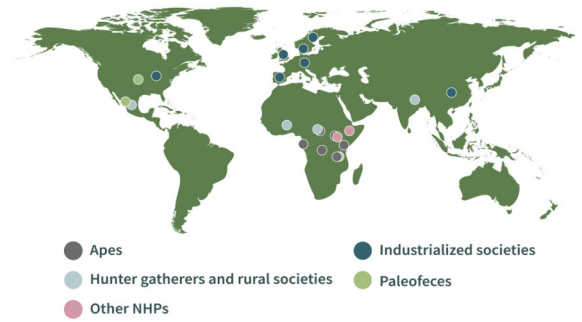 Apes
Industrialized societies
Hunter gatherers and rural societies
Paleofeces
Other NHPs